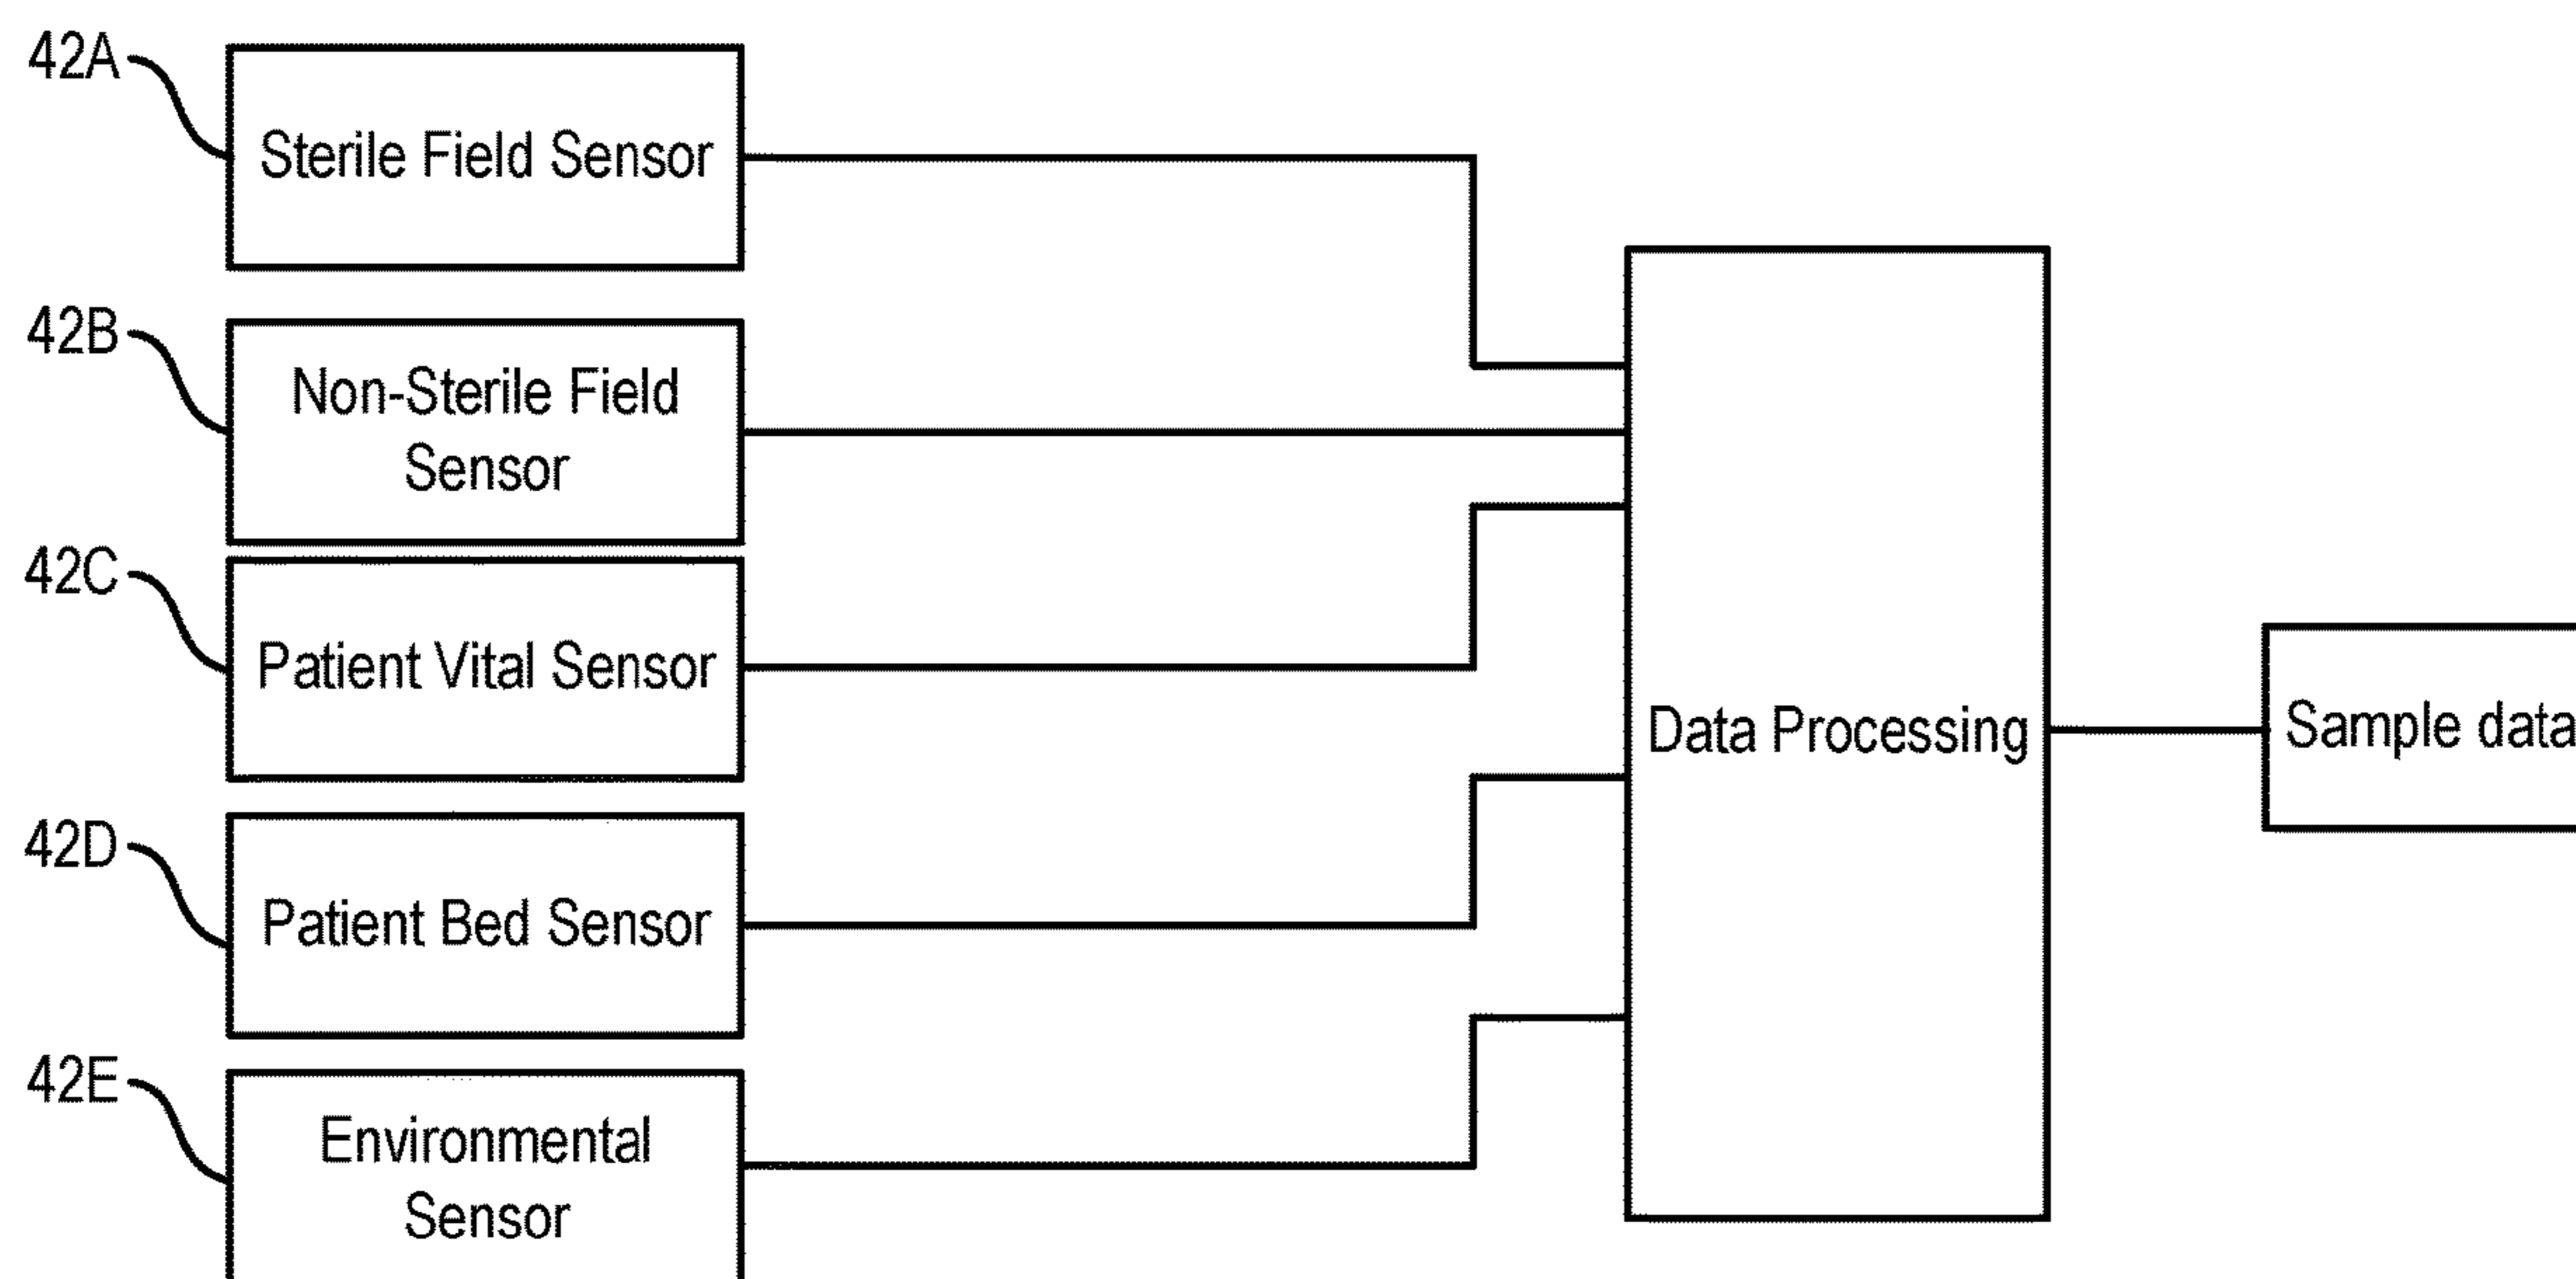 42A
Sterile Field Sensor
42B
Non-Sterile Field
Sensor
42C
Patient Vital Sensor
42D
Patient Bed Sensor
42E
Environmental
Sensor
Data Processing
Sample data